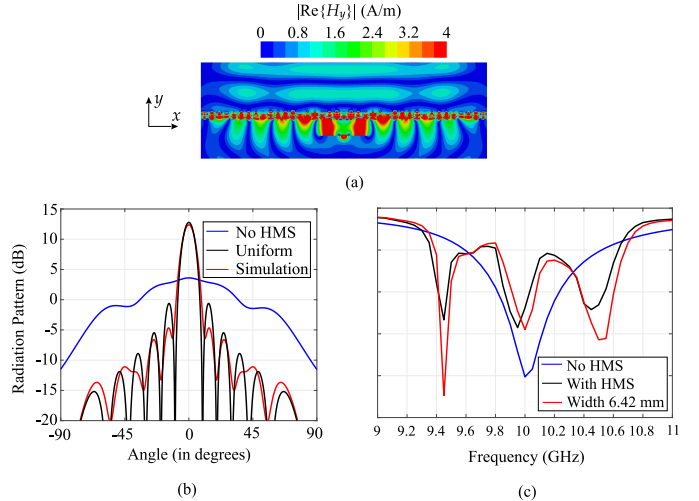 |Re{H_y}| (A/m)
0 0.8 1.6 2.4 3.2 4
y
x
(a)
15
10
5
0
-5
-10
-15
-20
Radiation Pattern (dB)
No HMS
Uniform
Simulation
-90 -45 0 45 90
Angle (in degrees)
(b)
No HMS
With HMS
Width 6.42 mm
9 9.2 9.4 9.6 9.8 10 10.2 10.4 10.6 10.8 11
Frequency (GHz)
(c)